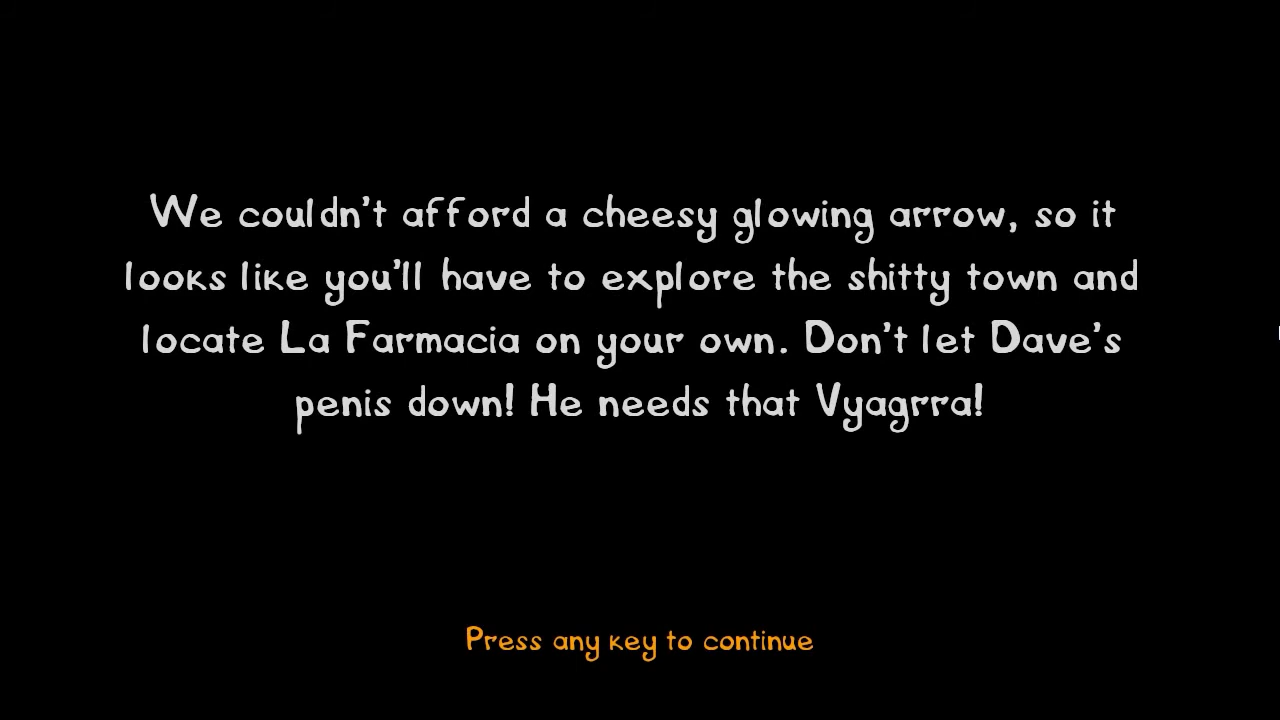 We couldn't afford a cheesy glowing arrow, so it
looks like you'll have to explore the shitty town and
locate La Farmacia on your own. Don't let Dave's
penis down! He needs that Vyagrra!
Press any key to continue